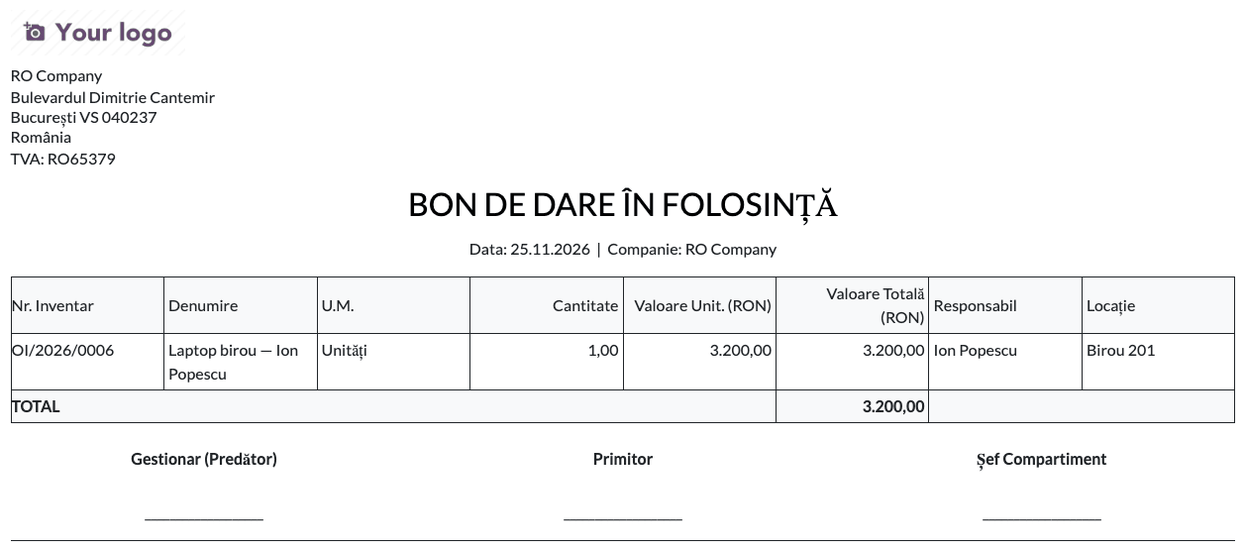 Your logo
RO Company
Bulevardul Dimitrie Cantemir
București VS 040237
România
TVA: RO65379
BON DE DARE ÎN FOLOSINȚĂ
Data: 25.11.2026 | Companie: RO Company
Nr. Inventar Denumire U.M. Cantitate Valoare Unit. (RON) Valoare Totală (RON) Responsabil Locație
OI/2026/0006 Laptop birou — Ion Popescu Unități 1,00 3.200,00 3.200,00 Ion Popescu Birou 201
TOTAL 3.200,00
Gestionar (Predător) Primitor Șef Compartiment